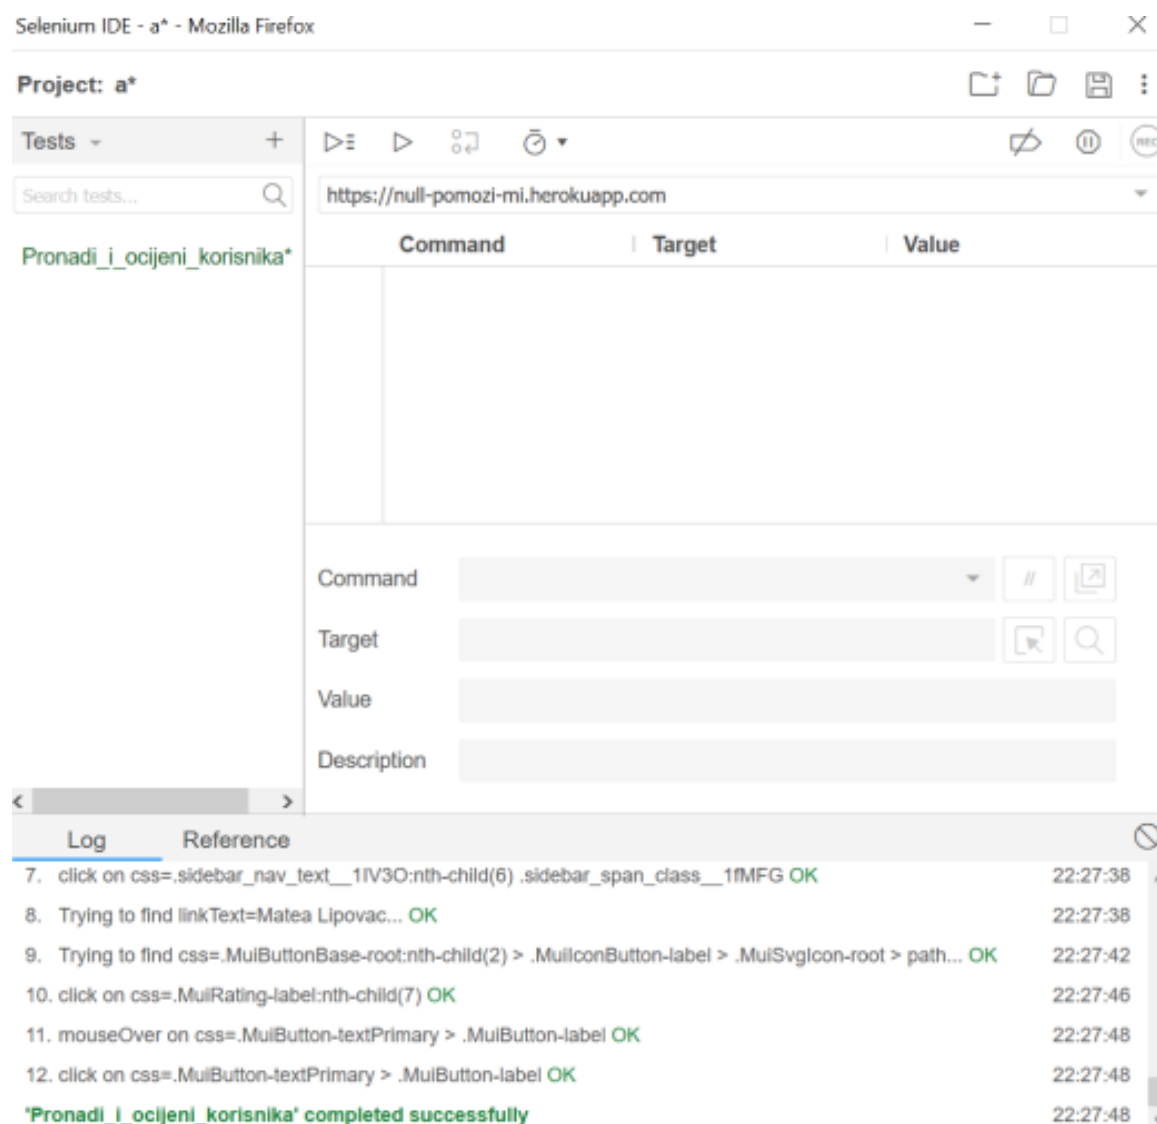 Selenium IDE - a* - Mozilla Firefox
Project: a*
Tests
Search tests...
Pronadi_i_ocijeni_korisnika*
REC
https://null-pomozi-mi.herokuapp.com
Command Target Value
Command
//
Target
Value
Description
Log Reference
7. click on css=.sidebar_nav_text__1IV3O:nth-child(6) .sidebar_span_class__1fMFG OK 22:27:38
8. Trying to find linkText=Matea Lipovac... OK 22:27:38
9. Trying to find css=.MuiButtonBase-root:nth-child(2) > .MuiIconButton-label > .MuiSvgIcon-root > path... OK 22:27:42
10. click on css=.MuiRating-label:nth-child(7) OK 22:27:46
11. mouseOver on css=.MuiButton-textPrimary > .MuiButton-label OK 22:27:48
12. click on css=.MuiButton-textPrimary > .MuiButton-label OK 22:27:48
'Pronadi_i_ocijeni_korisnika' completed successfully 22:27:48